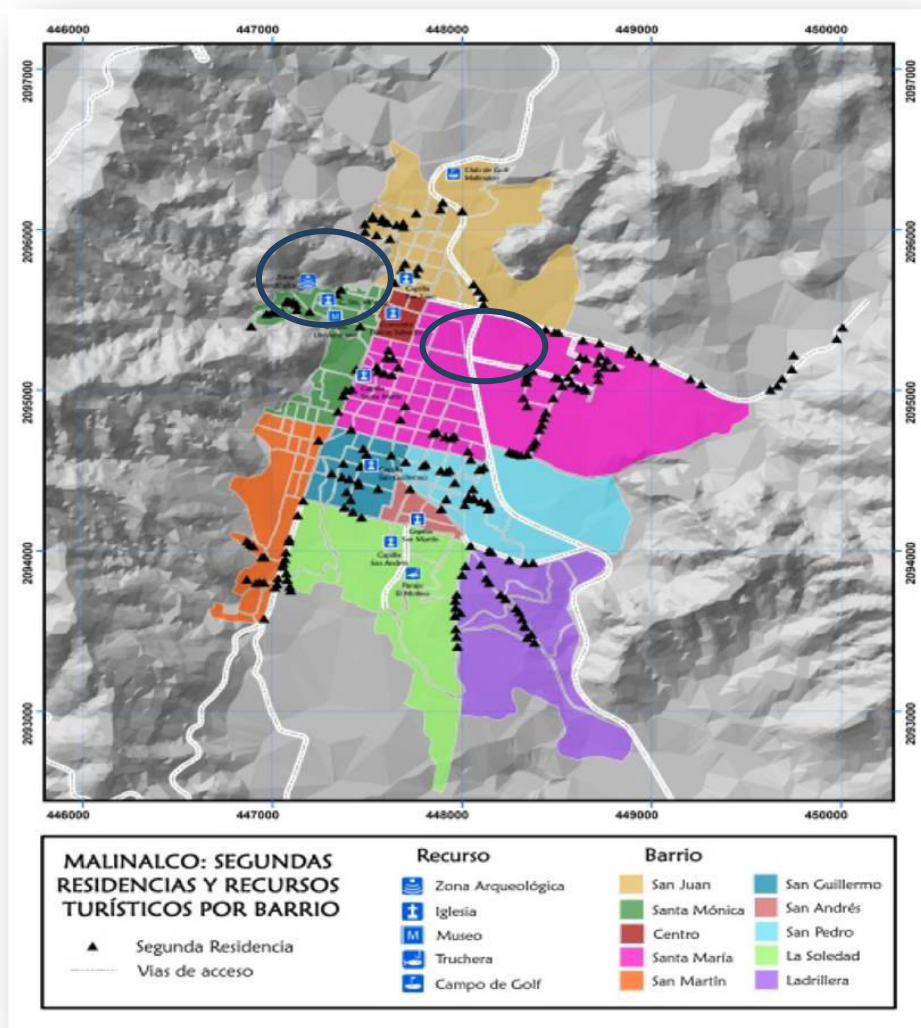 446000 447000 448000 449000 450000
2097000 2097000
Club de Golf
Malinalco
2096000 2096000
Zona
Capilla
M
Capilla
2095000 2095000
Capilla
San Guillermo
Capilla
San Martín
Capilla
San Andrés
2094000 2094000
Paraje
El Molino
2093000 2093000
446000 447000 448000 449000 450000
MALINALCO: SEGUNDAS
RESIDENCIAS Y RECURSOS
TURÍSTICOS POR BARRIO
Segunda Residencia
Vias de acceso
Recurso
Zona Arqueológica
Iglesia
M Museo
Truchera
Campo de Golf
Barrio
San Juan
Santa Mónica
Centro
Santa María
San Martín
San Guillermo
San Andrés
San Pedro
La Soledad
Ladrillera